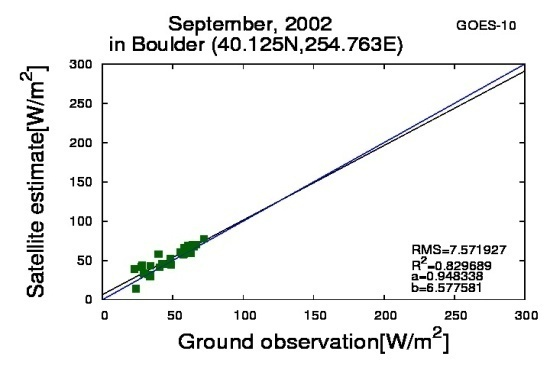 September, 2002
GOES-10
in Boulder (40.125N,254.763E)
Satellite estimate[W/m²]
300
250
200
150
100
50
0
RMS=7.571927
R²=0.829689
a=0.948338
b=6.577581
0 50 100 150 200 250 300
Ground observation[W/m²]